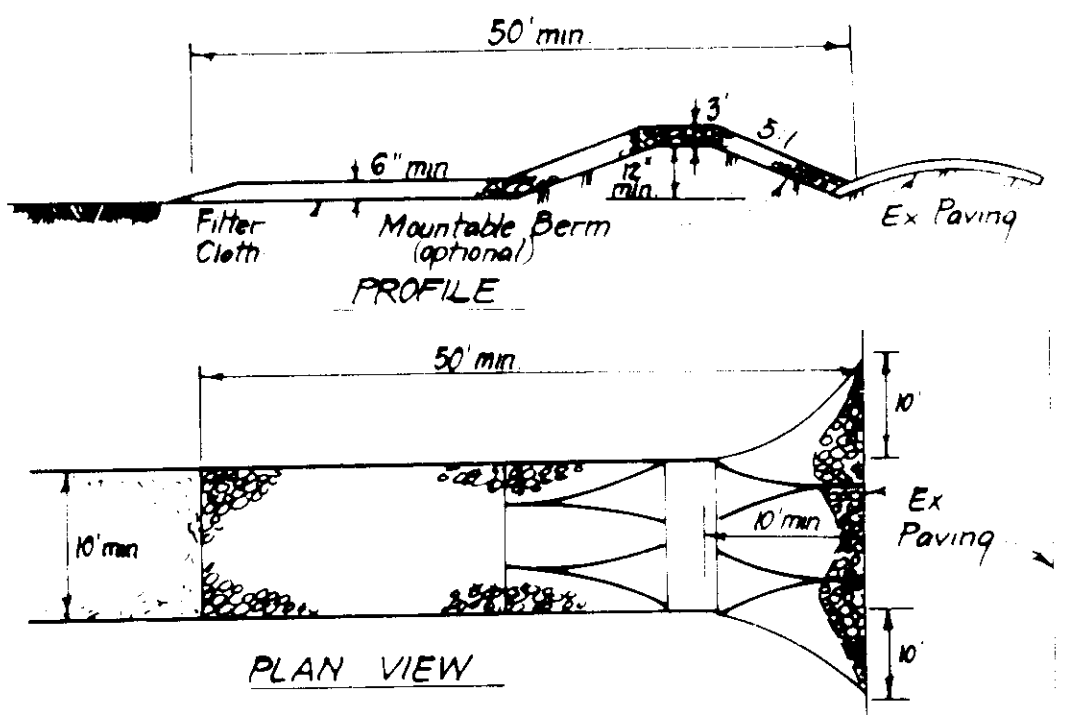 50' min.
3'
5:1
6" min
12"
min.
Filter
Cloth
Mountable Berm
(optional)
Ex Paving
PROFILE
50' min.
10'
10' min
10' min
Ex
Paving
10'
PLAN VIEW